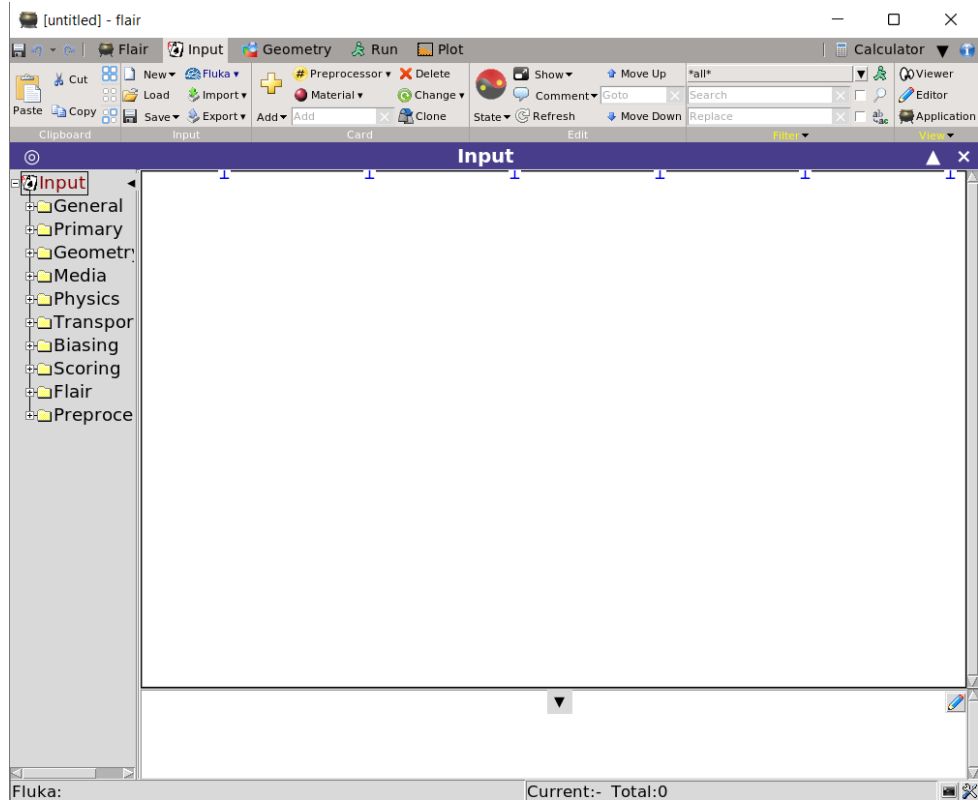 [untitled] - flair
Flair Input Geometry Run Plot Calculator
Cut New Fluka # Preprocessor Delete Show Move Up *all* Viewer
Load Import Material Change Comment Goto Search Editor
Paste Copy Save Export Add Add Clone State Refresh Move Down Replace ab ac Application
Clipboard Input Card Edit Filter View
Input
Input
General
Primary
Geometry
Media
Physics
Transpor
Biasing
Scoring
Flair
Preproce
Fluka: Current:- Total:0